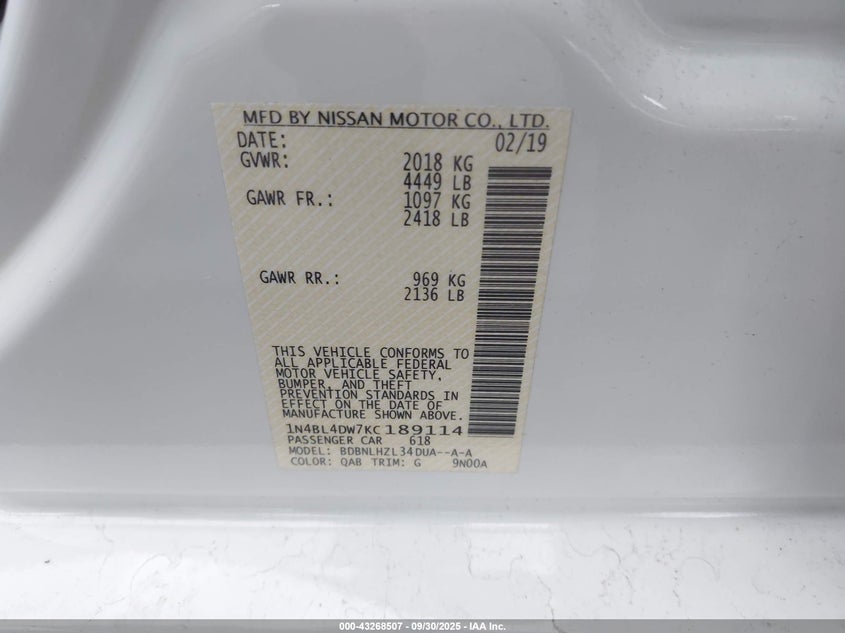 MFD BY NISSAN MOTOR CO., LTD.
DATE: 02/19
GVWR: 2018 KG
4449 LB
GAWR FR.: 1097 KG
2418 LB
GAWR RR.: 969 KG
2136 LB
THIS VEHICLE CONFORMS TO
ALL APPLICABLE FEDERAL
MOTOR VEHICLE SAFETY,
BUMPER, AND THEFT
PREVENTION STANDARDS IN
EFFECT ON THE DATE OF
MANUFACTURE SHOWN ABOVE.
1N4BL4DW7KC189114
PASSENGER CAR 618
MODEL: BDBNLHZL34DUA--A-A
COLOR: QAB TRIM: G 9N00A
000-43268507 - 09/30/2025 - IAA Inc.